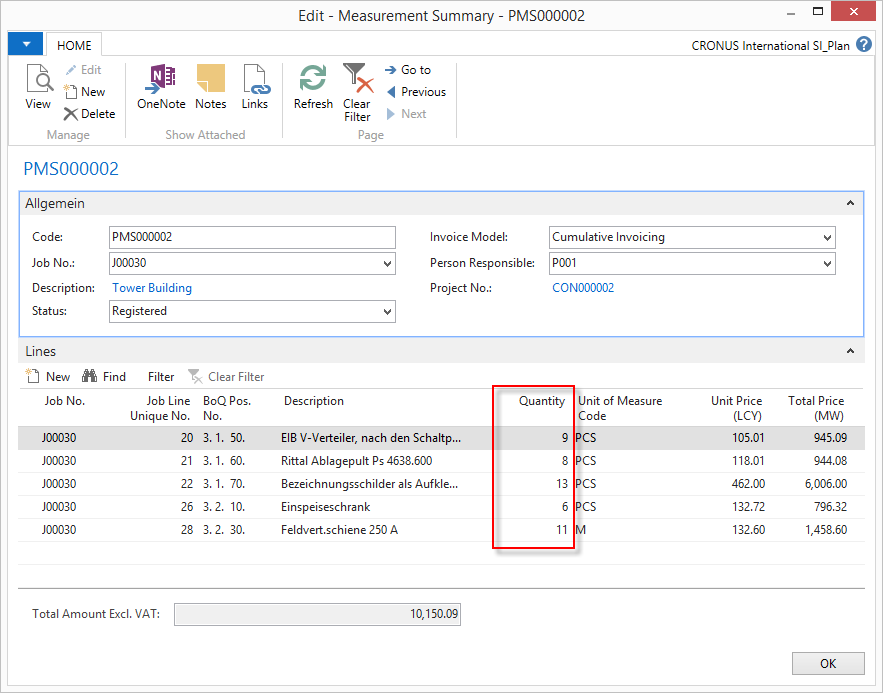 Edit - Measurement Summary - PMS000002
HOME
CRONUS International SI_Plan
View
Edit
New
Delete
Manage
OneNote
Notes
Links
Show Attached
Refresh
Clear Filter
Go to
Previous
Next
Page
PMS000002
Allgemein
Code: PMS000002
Invoice Model: Cumulative Invoicing
Job No.: J00030
Person Responsible: P001
Description: Tower Building
Project No.: CON000002
Status: Registered
Lines
New Find Filter Clear Filter
Job No. Job Line Unique No. BoQ Pos. No. Description Quantity Unit of Measure Code Unit Price (LCY) Total Price (MW)
J00030 20 3. 1. 50. EIB V-Verteiler, nach den Schaltp... 9 PCS 105.01 945.09
J00030 21 3. 1. 60. Rittal Ablagepult Ps 4638.600 8 PCS 118.01 944.08
J00030 22 3. 1. 70. Bezeichnungsschilder als Aufkle... 13 PCS 462.00 6,006.00
J00030 26 3. 2. 10. Einspeiseschrank 6 PCS 132.72 796.32
J00030 28 3. 2. 30. Feldvert.schiene 250 A 11 M 132.60 1,458.60
Total Amount Excl. VAT: 10,150.09
OK